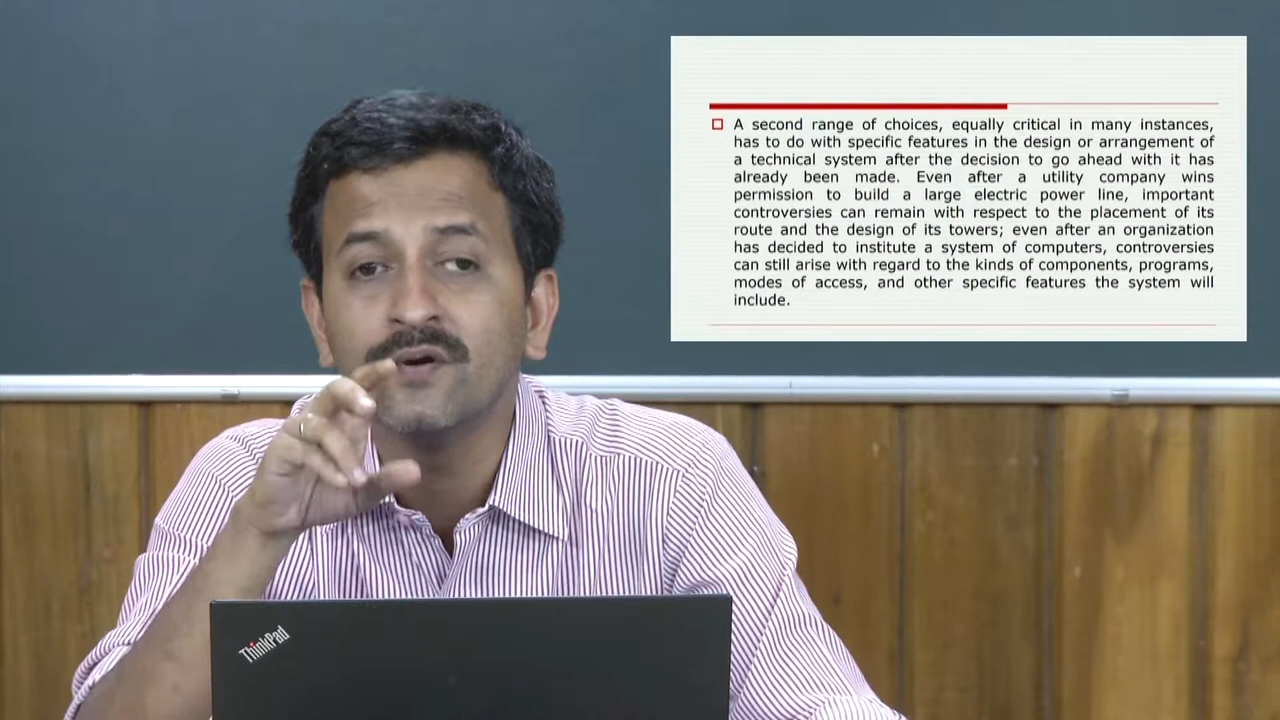 A second range of choices, equally critical in many instances,
has to do with specific features in the design or arrangement of
a technical system after the decision to go ahead with it has
already been made. Even after a utility company wins
permission to build a large electric power line, important
controversies can remain with respect to the placement of its
route and the design of its towers; even after an organization
has decided to institute a system of computers, controversies
can still arise with regard to the kinds of components, programs,
modes of access, and other specific features the system will
include.
ThinkPad